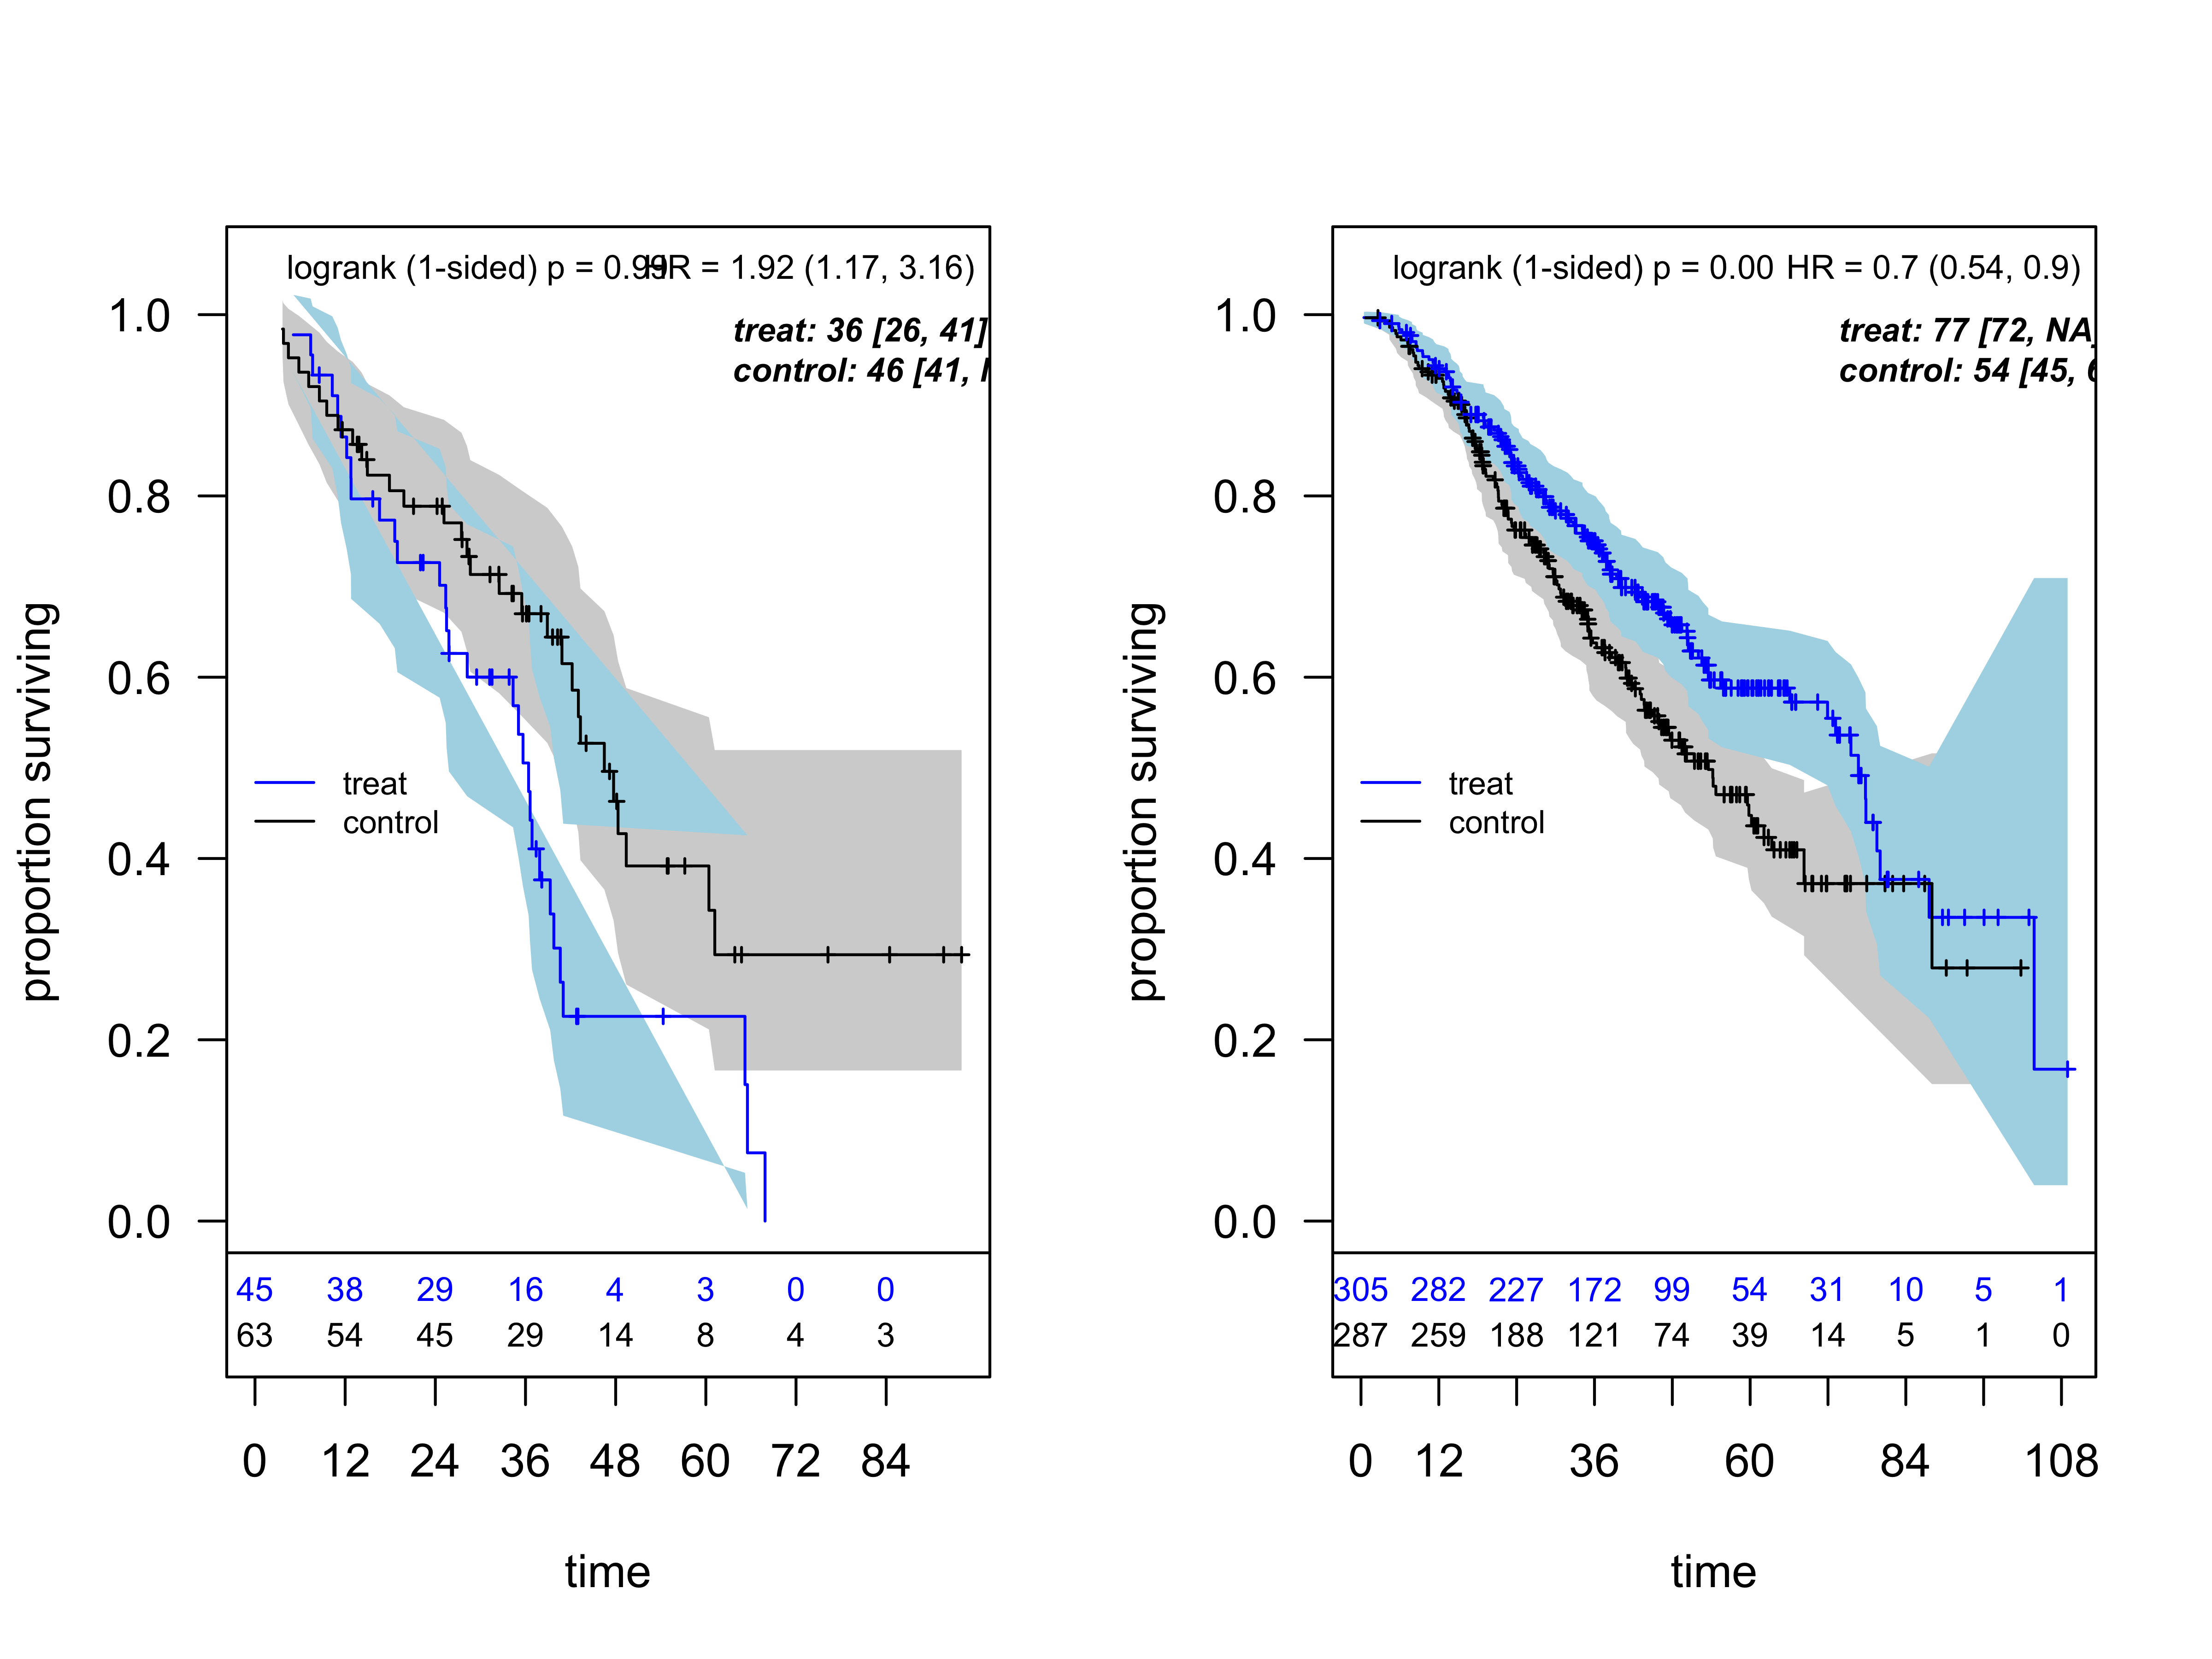 logrank (1-sided) p = 0.99 HR = 1.92 (1.17, 3.16)
treat: 36 [26, 41]
control: 46 [41,
1.0
0.8
0.6
0.4
0.2
0.0
proportion surviving
treat
control
45 38 29 16 4 3 0 0
63 54 45 29 14 8 4 3
0 12 24 36 48 60 72 84
time
logrank (1-sided) p = 0.00 HR = 0.7 (0.54, 0.9)
treat: 77 [72, NA
control: 54 [45,
1.0
0.8
0.6
0.4
0.2
0.0
proportion surviving
treat
control
305 282 227 172 99 54 31 10 5 1
287 259 188 121 74 39 14 5 1 0
0 12 36 60 84 108
time